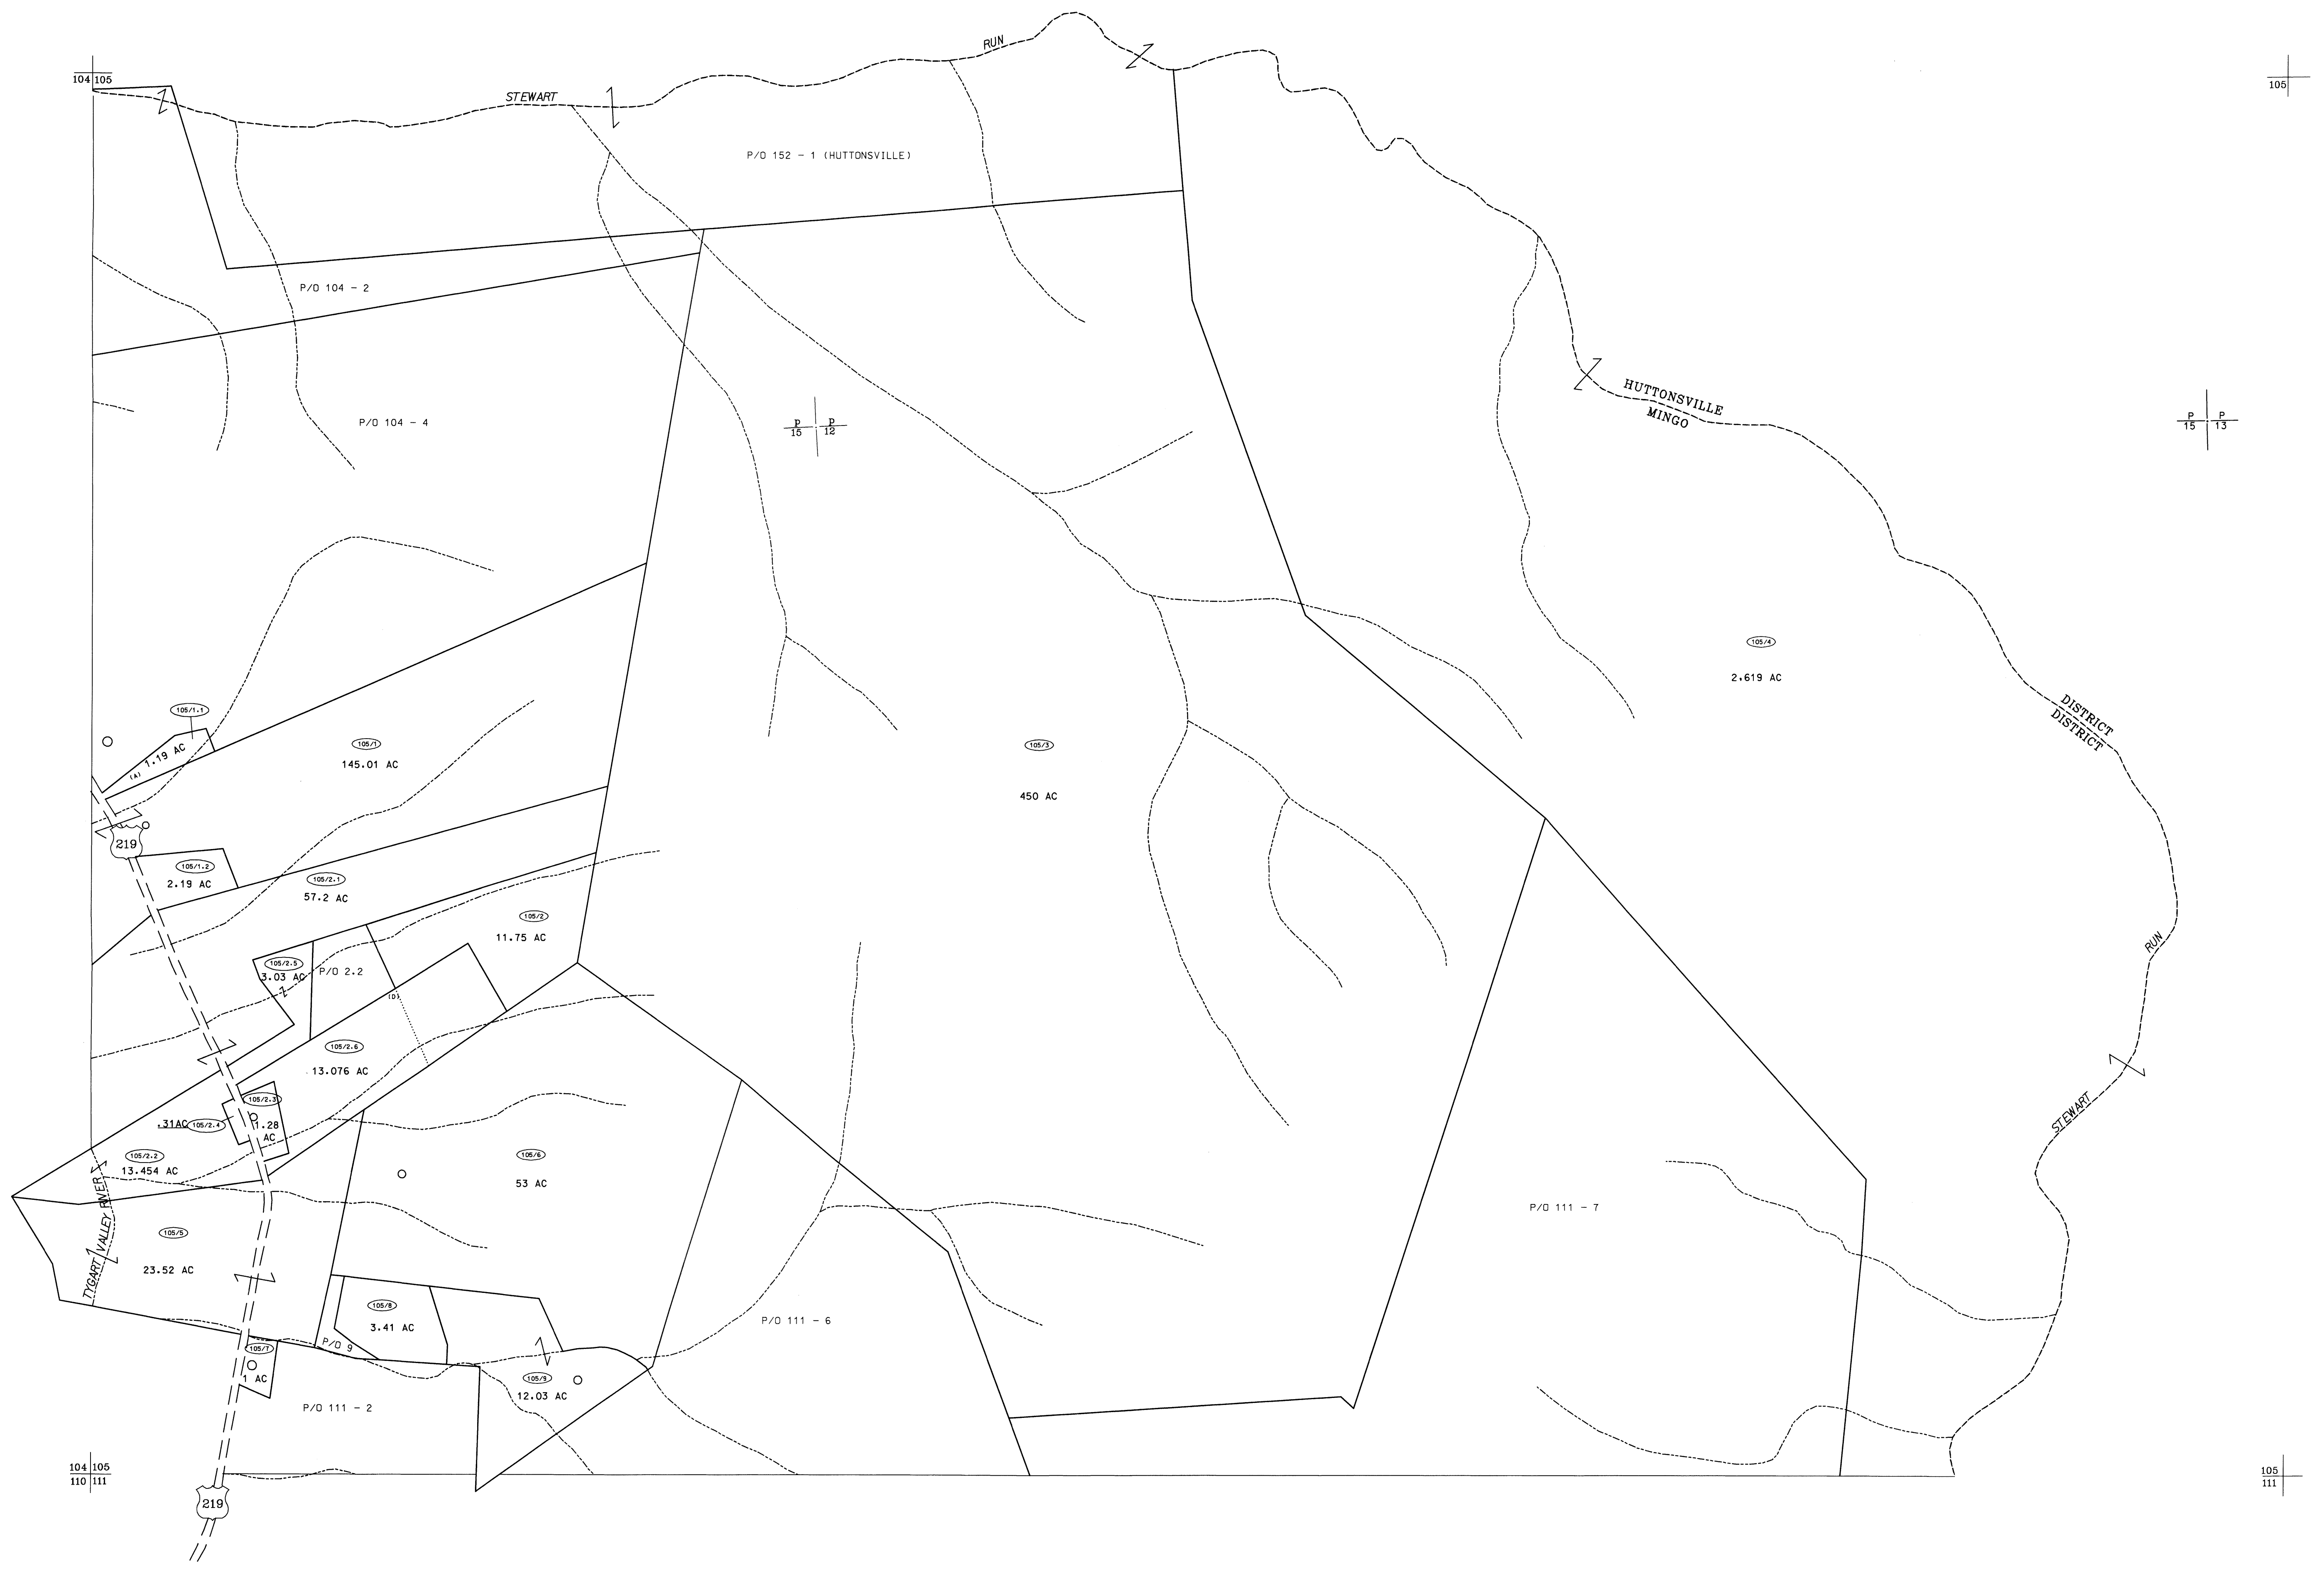 RUN
104 105
105
STEWART
P/O 152 - 1 (HUTTONSVILLE)
P/O 104 - 2
HUTTONSVILLE
MINGO
P P
15 12
P P
15 13
P/O 104 - 4
105/4
2,619 AC
105/1.1
1.19 AC
(A)
105/1
145.01 AC
105/3
450 AC
DISTRICT
DISTRICT
219
105/1.2
2.19 AC
105/2.1
57.2 AC
105/2
11.75 AC
RUN
105/2.5
3.03 AC
P/O 2.2
(D)
105/2.6
13.076 AC
105/2.3
1.28
AC
.31AC
105/2.4
STEWART
105/2.2
13.454 AC
105/6
53 AC
TYGART VALLEY RIVER
P/O 111 - 7
105/5
23.52 AC
105/8
3.41 AC
P/O 111 - 6
P/O 9
105/7
1 AC
105/9
12.03 AC
P/O 111 - 2
104 105
110 111
105
111
219